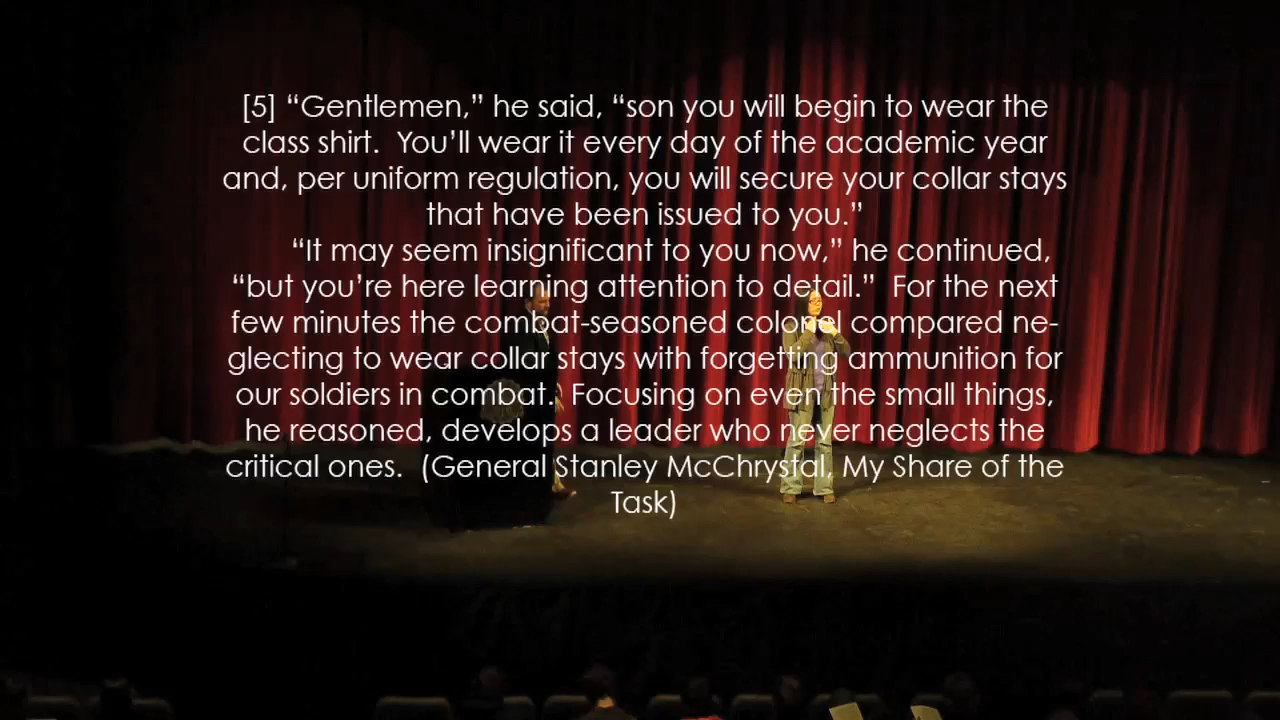 [5] “Gentlemen,” he said, “son you will begin to wear the
class shirt.  You’ll wear it every day of the academic year
and, per uniform regulation, you will secure your collar stays
that have been issued to you.”
“It may seem insignificant to you now,” he continued,
“but you’re here learning attention to detail.”  For the next
few minutes the combat-seasoned colonel compared ne-
glecting to wear collar stays with forgetting ammunition for
our soldiers in combat.  Focusing on even the small things,
he reasoned, develops a leader who never neglects the
critical ones.  (General Stanley McChrystal, My Share of the
Task)